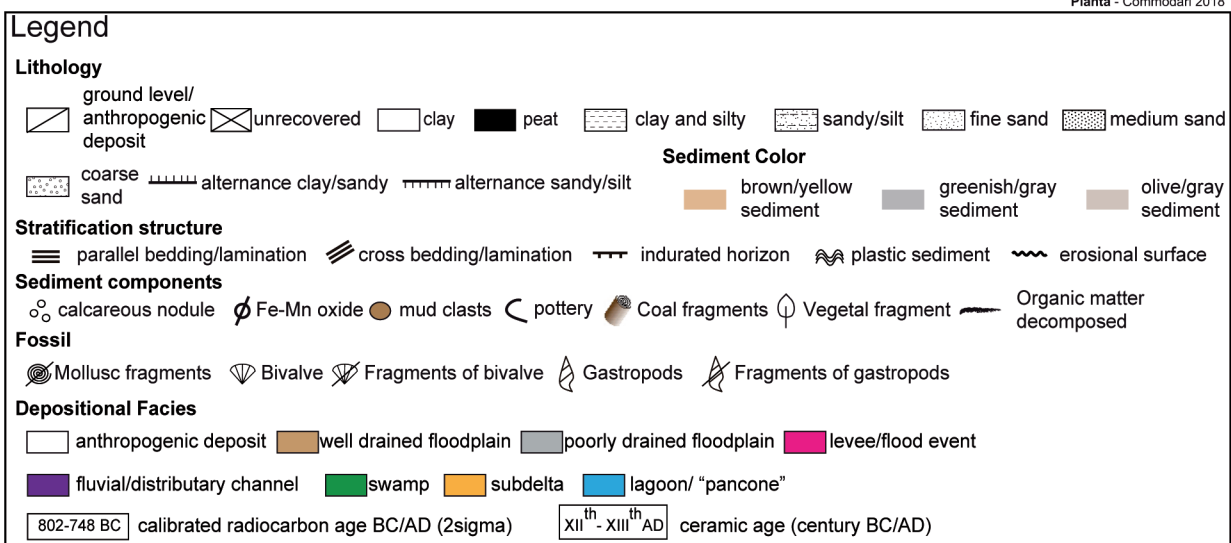 Planta - Commodari 2018
Legend
Lithology
ground level/
anthropogenic
deposit
unrecovered
clay
peat
clay and silty
sandy/silt
fine sand
medium sand
coarse
sand
alternance clay/sandy
alternance sandy/silt
Sediment Color
brown/yellow
sediment
greenish/gray
sediment
olive/gray
sediment
Stratification structure
parallel bedding/lamination
cross bedding/lamination
indurated horizon
plastic sediment
erosional surface
Sediment components
calcareous nodule
Fe-Mn oxide
mud clasts
pottery
Coal fragments
Vegetal fragment
Organic matter
decomposed
Fossil
Mollusc fragments
Bivalve
Fragments of bivalve
Gastropods
Fragments of gastropods
Depositional Facies
anthropogenic deposit
well drained floodplain
poorly drained floodplain
levee/flood event
fluvial/distributary channel
swamp
subdelta
lagoon/ “pancone”
802-748 BC
calibrated radiocarbon age BC/AD (2sigma)
XIIth- XIIIthAD
ceramic age (century BC/AD)